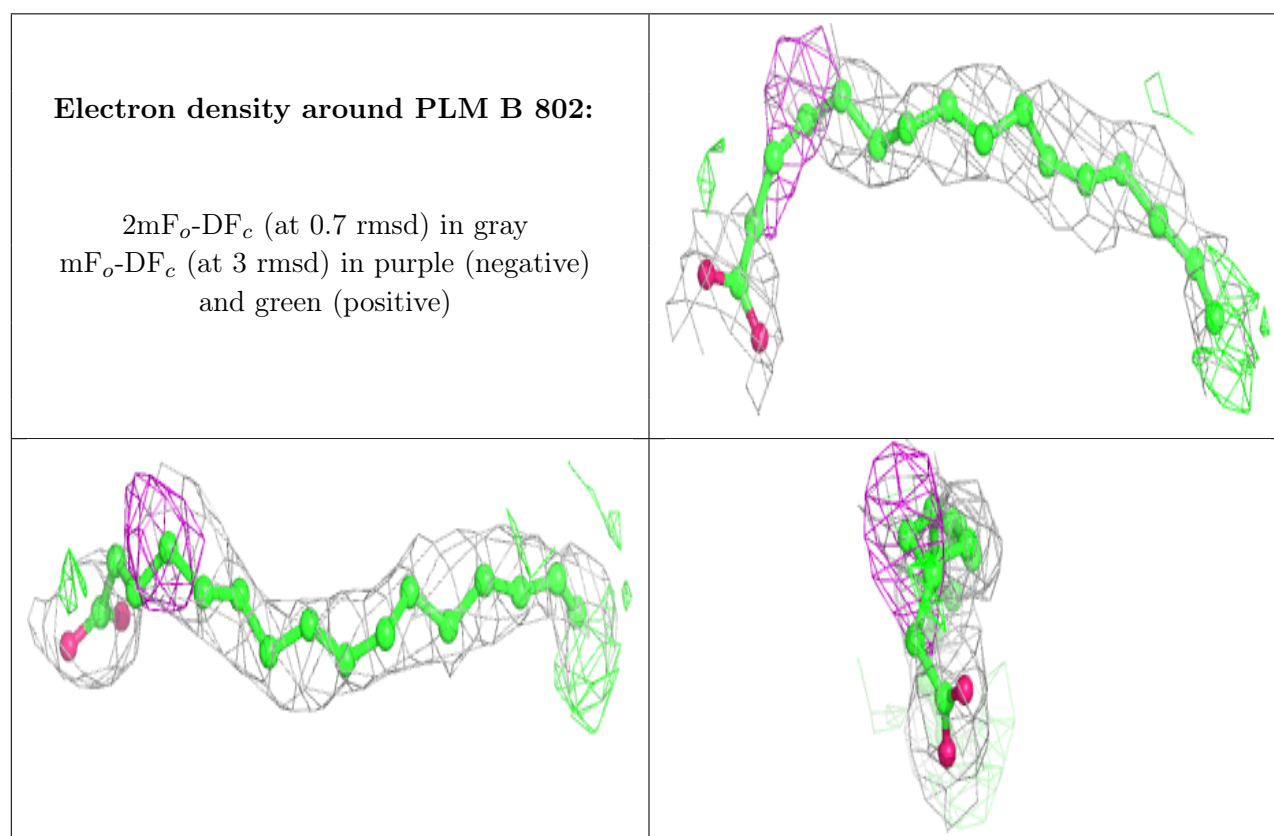 Electron density around PLM B 802:
2mFo-DFc (at 0.7 rmsd) in gray
mFo-DFc (at 3 rmsd) in purple (negative)
and green (positive)